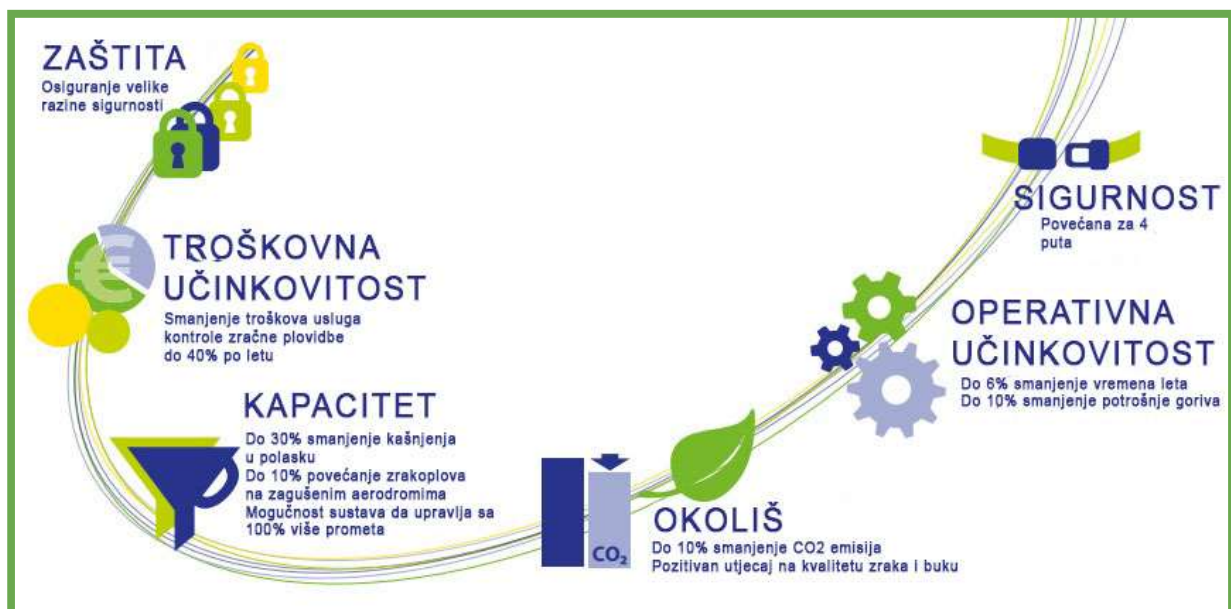 ZAŠTITA
Osiguranje velike
razine sigurnosti
TROŠKOVNA
UČINKOVITOST
Smanjenje troškova usluga
kontrole zračne plovidbe
do 40% po letu
KAPACITET
Do 30% smanjenje kašnjenja
u polasku
Do 10% povećanje zrakoplova
na zagušenim aerodromima
Mogučnost sustava da upravlja sa
100% više prometa
CO₂
OKOLIŠ
Do 10% smanjenje CO2 emisija
Pozitivan utjecaj na kvalitetu zraka i buku
OPERATIVNA
UČINKOVITOST
Do 6% smanjenje vremena leta
Do 10% smanjenje potrošnje goriva
SIGURNOST
Povećana za 4
puta